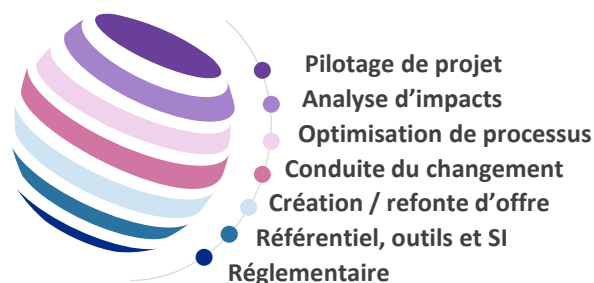 Pilotage de projet
Analyse d’impacts
Optimisation de processus
Conduite du changement
Création / refonte d’offre
Référentiel, outils et SI
Réglementaire